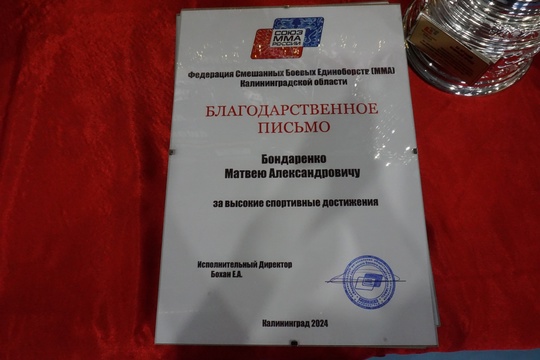 СОЮЗ
ММА
РОССИИ
Федерация Смешанных Боевых Единоборств (ММА)
Калининградской области
БЛАГОДАРСТВЕННОЕ
ПИСЬМО
Бондаренко
Матвею Александровичу
за высокие спортивные достижения
Исполнительный Директор
Бохан Е.А.
Калининград 2024